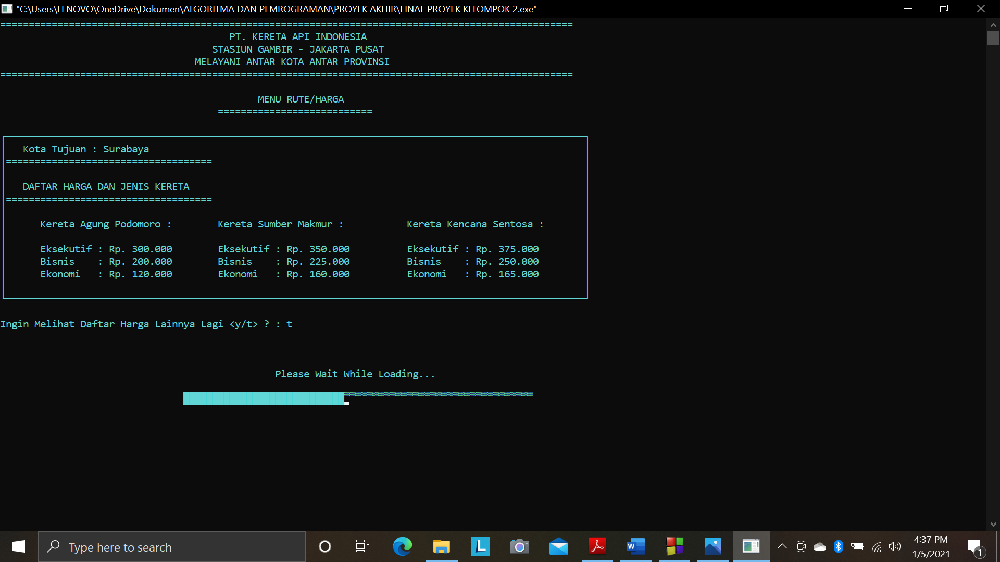 "C:\Users\LENOVO\OneDrive\Dokumen\ALGORITMA DAN PEMROGRAMAN\PROYEK AKHIR\FINAL PROYEK KELOMPOK 2.exe"
====================================================================================================
PT. KERETA API INDONESIA
STASIUN GAMBIR - JAKARTA PUSAT
MELAYANI ANTAR KOTA ANTAR PROVINSI
====================================================================================================
MENU RUTE/HARGA
===========================
Kota Tujuan : Surabaya
====================================
DAFTAR HARGA DAN JENIS KERETA
====================================
Kereta Agung Podomoro : Kereta Sumber Makmur : Kereta Kencana Sentosa :
Eksekutif : Rp. 300.000 Eksekutif : Rp. 350.000 Eksekutif : Rp. 375.000
Bisnis : Rp. 200.000 Bisnis : Rp. 225.000 Bisnis : Rp. 250.000
Ekonomi : Rp. 120.000 Ekonomi : Rp. 160.000 Ekonomi : Rp. 165.000
Ingin Melihat Daftar Harga Lainnya Lagi <y/t> ? : t
Please Wait While Loading...
Type here to search
4:37 PM
1/5/2021
1